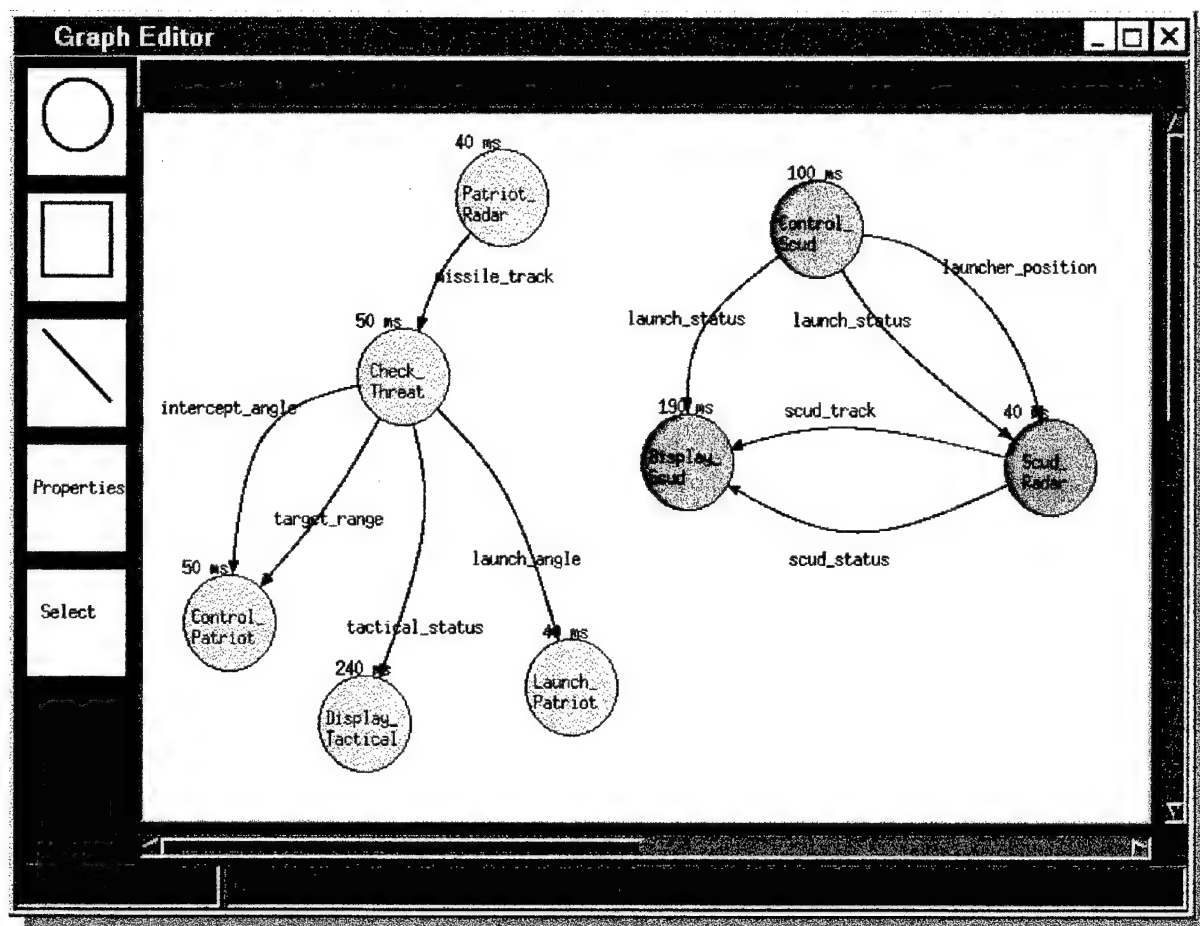 Graph Editor
Properties
Select
40 ms
Patriot_
Radar
missile_track
50 ms
Check_
Threat
intercept_angle
target_range
tactical_status
launch_angle
50 ms
Control_
Patriot
240 ms
Display_
Tactical
40 ms
Launch_
Patriot
100 ms
Control_
Scud
launch_status
launch_status
launcher_position
190 ms
Display_
Scud
scud_track
scud_status
40 ms
Scud_
Radar